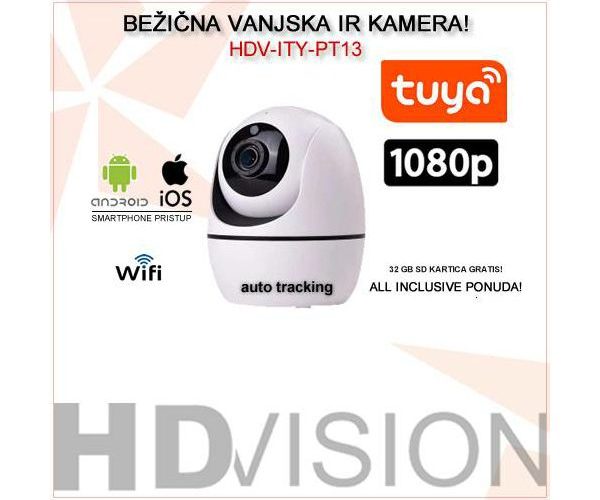 BEŽIČNA VANJSKA IR KAMERA!
HDV-ITY-PT13
tuya
1080p
ANDROID iOS
SMARTPHONE PRISTUP
WiFi
auto tracking
32 GB SD KARTICA GRATIS!
ALL INCLUSIVE PONUDA!
HDVISION